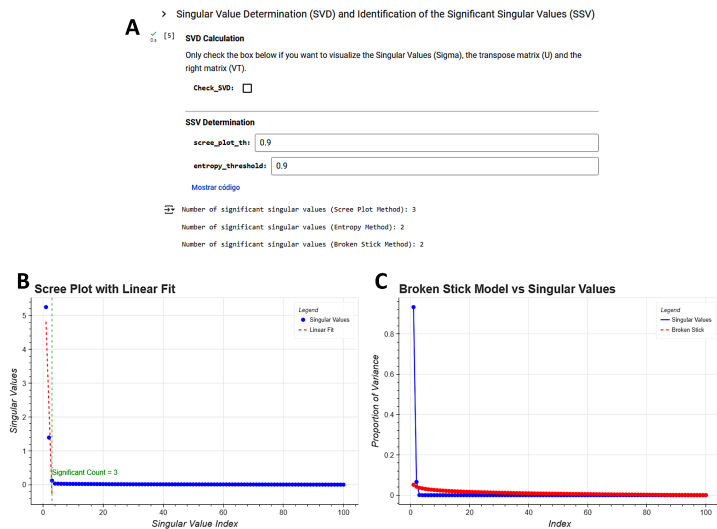 > Singular Value Determination (SVD) and Identification of the Significant Singular Values (SSV)
A
[5] SVD Calculation
0 s
Only check the box below if you want to visualize the Singular Values (Sigma), the transpose matrix (U) and the
right matrix (VT).
Check_SVD:
SSV Determination
scree_plot_th: 0.9
entropy_threshold: 0.9
Mostrar código
Number of significant singular values (Scree Plot Method): 3
Number of significant singular values (Entropy Method): 2
Number of significant singular values (Broken Stick Method): 2
B
Scree Plot with Linear Fit
Legend
Singular Values
Linear Fit
5
4
3
2
1
0
Singular Values
Significant Count = 3
0 20 40 60 80 100
Singular Value Index
C
Broken Stick Model vs Singular Values
Legend
Singular Values
Broken Stick
0.8
0.6
0.4
0.2
0
Proportion of Variance
0 20 40 60 80 100
Index